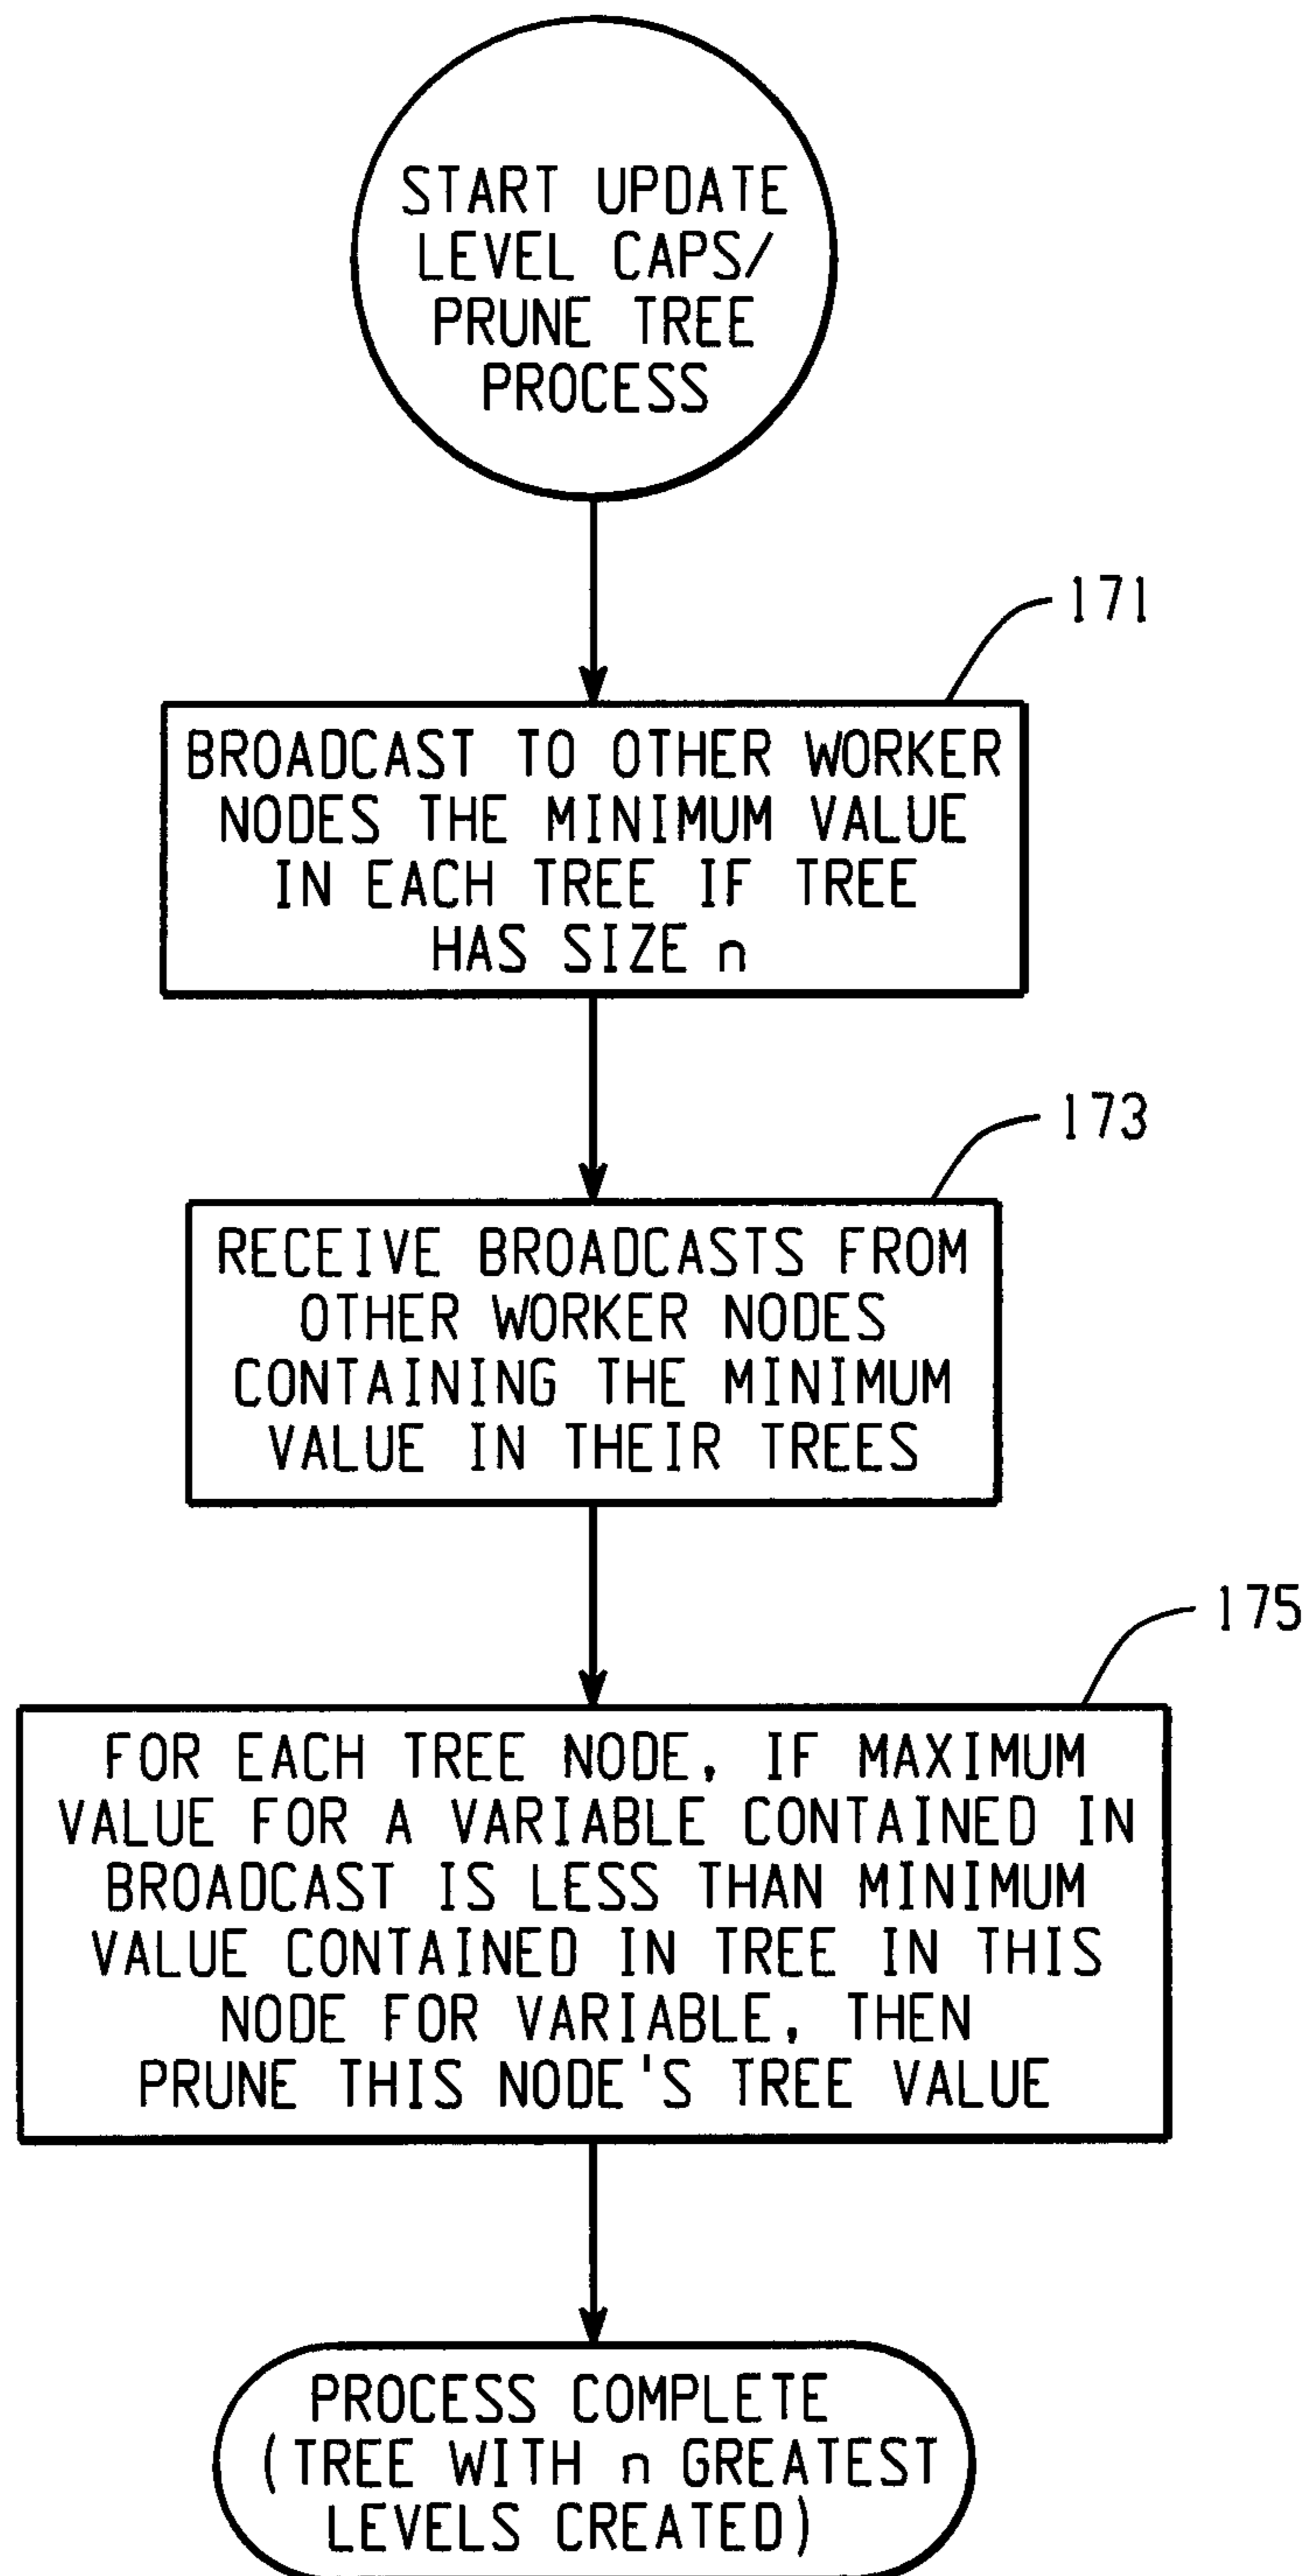 START UPDATE
LEVEL CAPS/
PRUNE TREE
PROCESS
171
BROADCAST TO OTHER WORKER
NODES THE MINIMUM VALUE
IN EACH TREE IF TREE
HAS SIZE n
173
RECEIVE BROADCASTS FROM
OTHER WORKER NODES
CONTAINING THE MINIMUM
VALUE IN THEIR TREES
175
FOR EACH TREE NODE, IF MAXIMUM
VALUE FOR A VARIABLE CONTAINED IN
BROADCAST IS LESS THAN MINIMUM
VALUE CONTAINED IN TREE IN THIS
NODE FOR VARIABLE, THEN
PRUNE THIS NODE'S TREE VALUE
PROCESS COMPLETE
(TREE WITH n GREATEST
LEVELS CREATED)